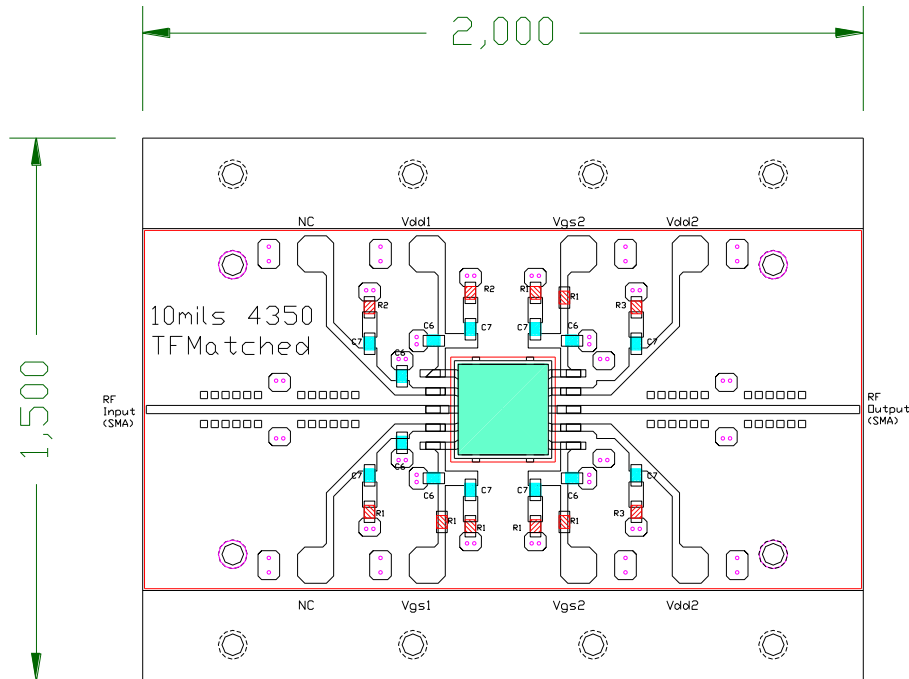 2,000
NC Vdd1 Vgs2 Vdd2
R2 R1 R1
R2 R3
10mils 4350
TFMatched
C6 C7 C7 C6
C7 C6 C7
1,500
RF
Input
(SMA)
RF
Output
(SMA)
C6
C7 C7
C6 C7 C6
R1 R3
R1 R1 R1 R1
NC Vgs1 Vgs2 Vdd2